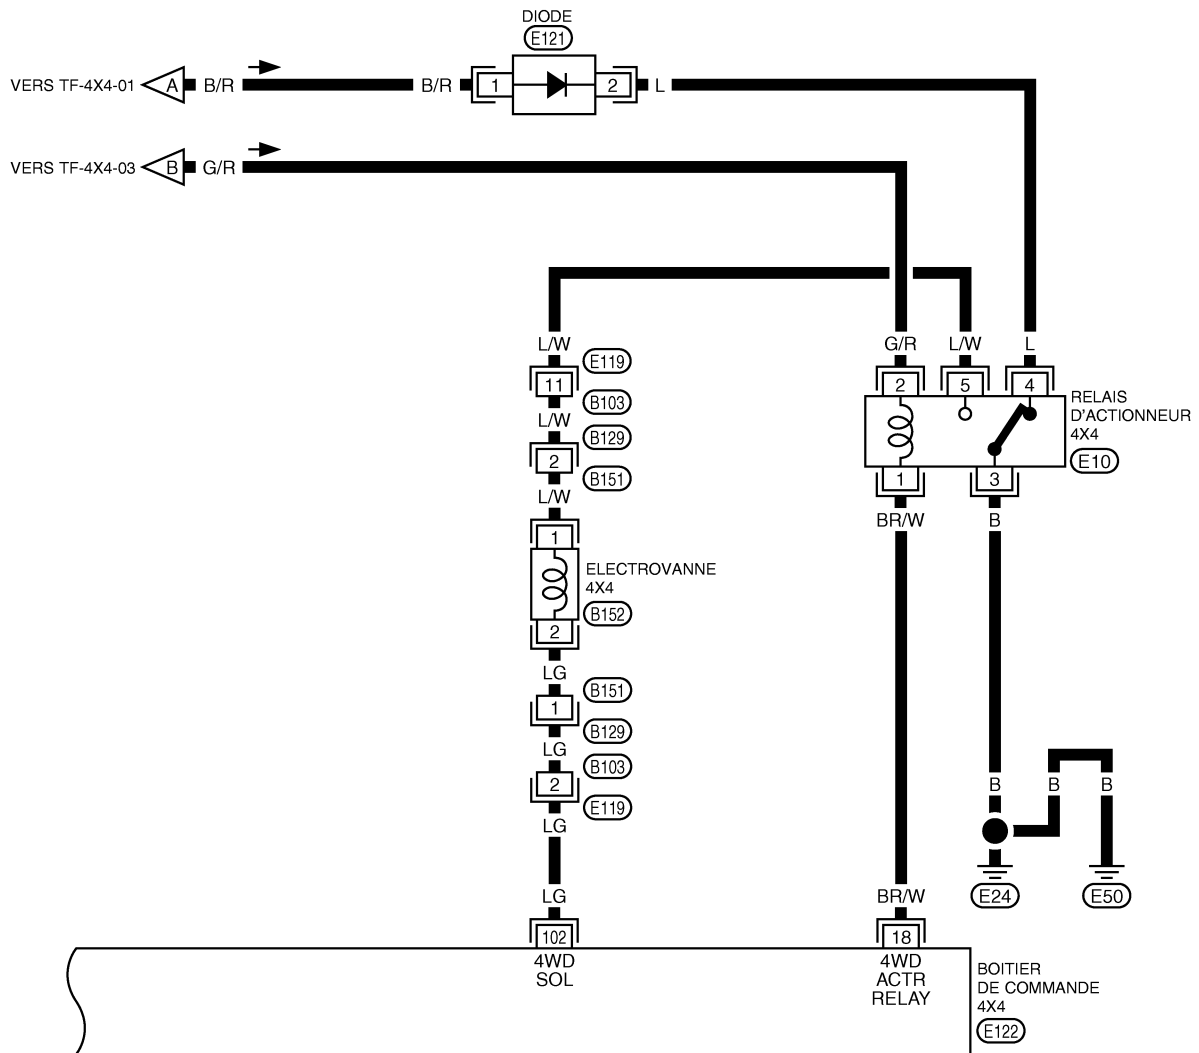 DIODE
E121
VERS TF-4X4-01 A B/R B/R 1 2 L
VERS TF-4X4-03 B G/R
L/W G/R L/W L
E119
11 2 5 4
B103
L/W
B129
2
B151
L/W
RELAIS
D'ACTIONNEUR
4X4
E10
1 3
BR/W B
1
ELECTROVANNE
4X4
B152
2
LG
B151
1
B129
LG
B103
2
E119
LG
B B B
LG BR/W E24 E50
102 18
4WD
SOL
4WD
ACTR
RELAY
BOITIER
DE COMMANDE
4X4
E122